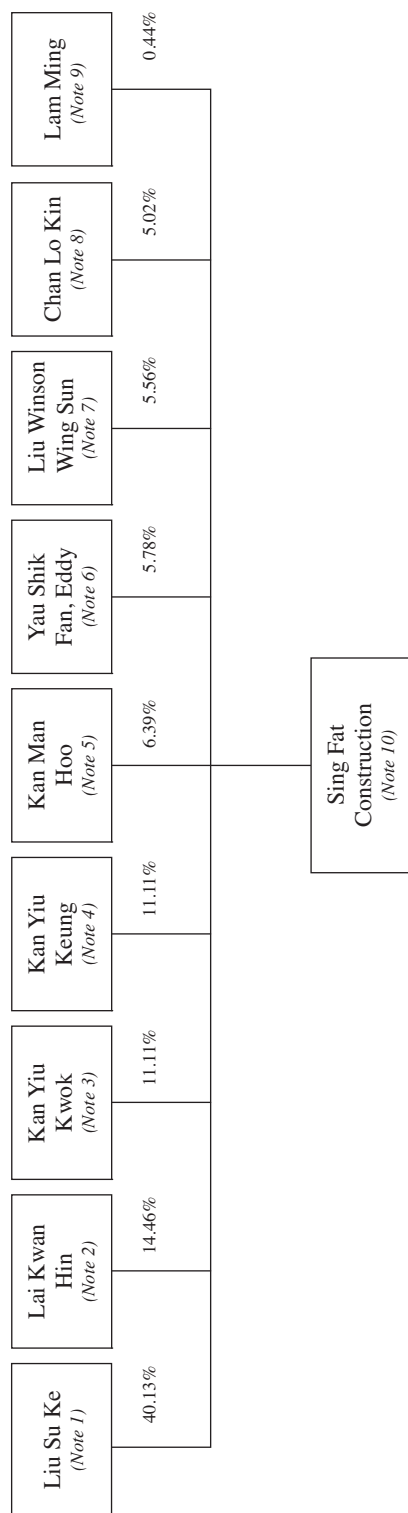 Liu Su Ke
(Note 1)
40.13%
Lai Kwan
Hin
(Note 2)
14.46%
Kan Yiu
Kwok
(Note 3)
11.11%
Kan Yiu
Keung
(Note 4)
11.11%
Kan Man
Hoo
(Note 5)
6.39%
Yau Shik
Fan, Eddy
(Note 6)
5.78%
Liu Winson
Wing Sun
(Note 7)
5.56%
Chan Lo Kin
(Note 8)
5.02%
Lam Ming
(Note 9)
0.44%
Sing Fat
Construction
(Note 10)